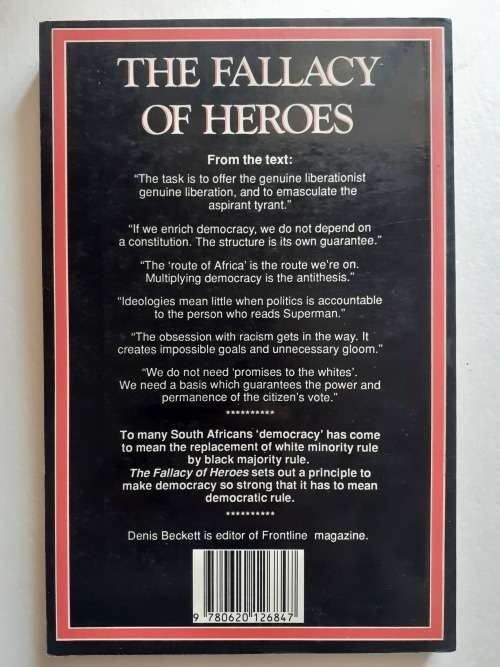 THE FALLACY
OF HEROES
From the text:
"The task is to offer the genuine liberationist
genuine liberation, and to emasculate the
aspirant tyrant."
"If we enrich democracy, we do not depend on
a constitution. The structure is its own guarantee."
"The 'route of Africa' is the route we're on.
Multiplying democracy is the antithesis."
"Ideologies mean little when politics is accountable
to the person who reads Superman."
"The obsession with racism gets in the way. It
creates impossible goals and unnecessary gloom."
"We do not need 'promises to the whites'.
We need a basis which guarantees the power and
permanence of the citizen's vote."
**********
To many South Africans 'democracy' has come
to mean the replacement of white minority rule
by black majority rule.
The Fallacy of Heroes sets out a principle to
make democracy so strong that it has to mean
democratic rule.
**********
Denis Beckett is editor of Frontline magazine.
9 780620 126847